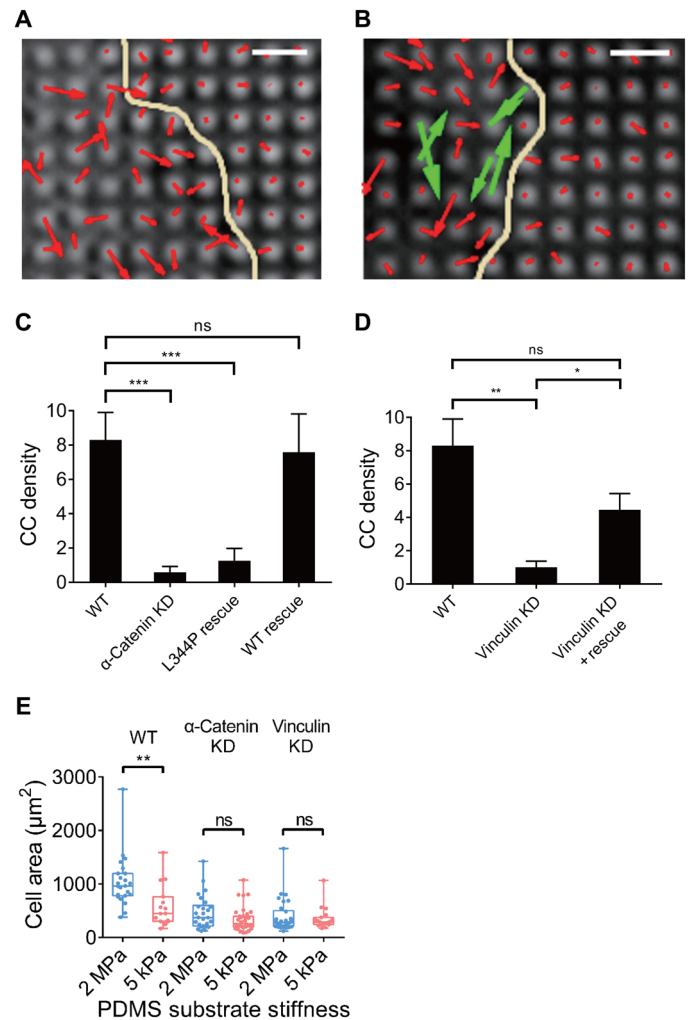 A
B
C
ns
***
***
10
8
6
4
2
0
CC density
WT
α-Catenin KD
L344P rescue
WT rescue
D
ns
**
*
10
8
6
4
2
0
CC density
WT
Vinculin KD
Vinculin KD
+ rescue
E
WT
α-Catenin
KD
Vinculin
KD
**
ns
ns
3000
2000
1000
0
Cell area (μm²)
2 MPa
5 kPa
2 MPa
5 kPa
2 MPa
5 kPa
PDMS substrate stiffness